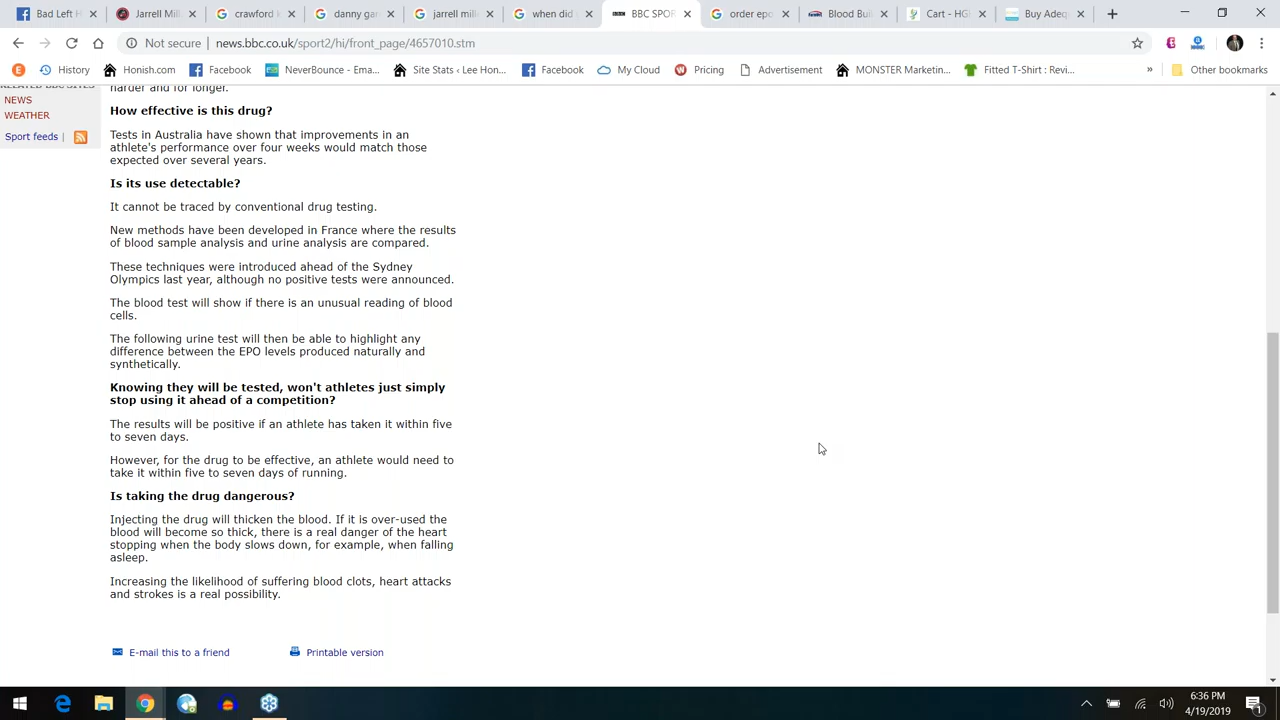 Bad Left H
Jarrell Mill
crawford v
danny gar
jarrell mille
when did e
BBC SPOR
order epo
Blood Buil
Cart - HGH
Buy Adeq
Not secure | news.bbc.co.uk/sport2/hi/front_page/4657010.stm
History
Honish.com
Facebook
NeverBounce - Ema...
Site Stats ‹ Lee Hon...
Facebook
My Cloud
Pricing
Advertisement
MONSTER Marketin...
Fitted T-Shirt : Revi...
»
Other bookmarks
RELATED BBC SITES
NEWS
WEATHER
Sport feeds |
harder and for longer.
How effective is this drug?
Tests in Australia have shown that improvements in an
athlete's performance over four weeks would match those
expected over several years.
Is its use detectable?
It cannot be traced by conventional drug testing.
New methods have been developed in France where the results
of blood sample analysis and urine analysis are compared.
These techniques were introduced ahead of the Sydney
Olympics last year, although no positive tests were announced.
The blood test will show if there is an unusual reading of blood
cells.
The following urine test will then be able to highlight any
difference between the EPO levels produced naturally and
synthetically.
Knowing they will be tested, won't athletes just simply
stop using it ahead of a competition?
The results will be positive if an athlete has taken it within five
to seven days.
However, for the drug to be effective, an athlete would need to
take it within five to seven days of running.
Is taking the drug dangerous?
Injecting the drug will thicken the blood. If it is over-used the
blood will become so thick, there is a real danger of the heart
stopping when the body slows down, for example, when falling
asleep.
Increasing the likelihood of suffering blood clots, heart attacks
and strokes is a real possibility.
E-mail this to a friend
Printable version
6:36 PM
4/19/2019